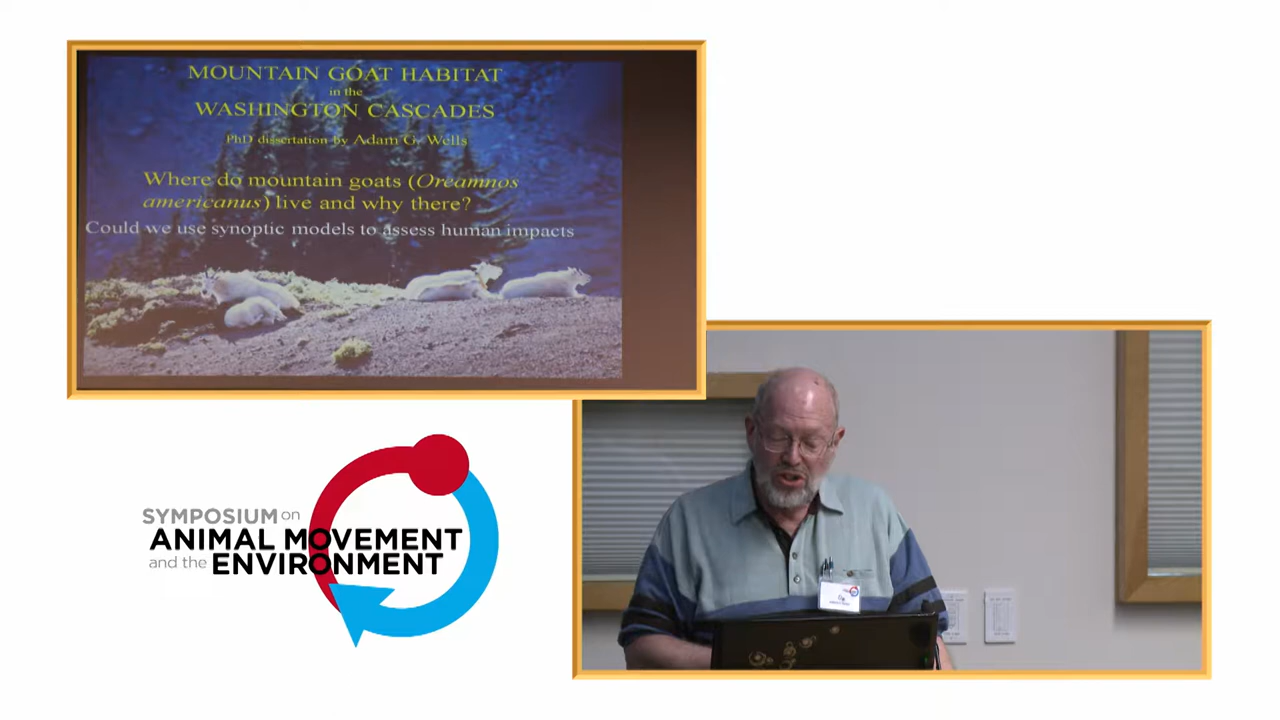 MOUNTAIN GOAT HABITAT
in the
WASHINGTON CASCADES
PhD dissertation by Adam G. Wells
Where do mountain goats (Oreamnos
americanus) live and why there?
Could we use synoptic models to assess human impacts
SYMPOSIUM on
ANIMAL MOVEMENT
and the ENVIRONMENT